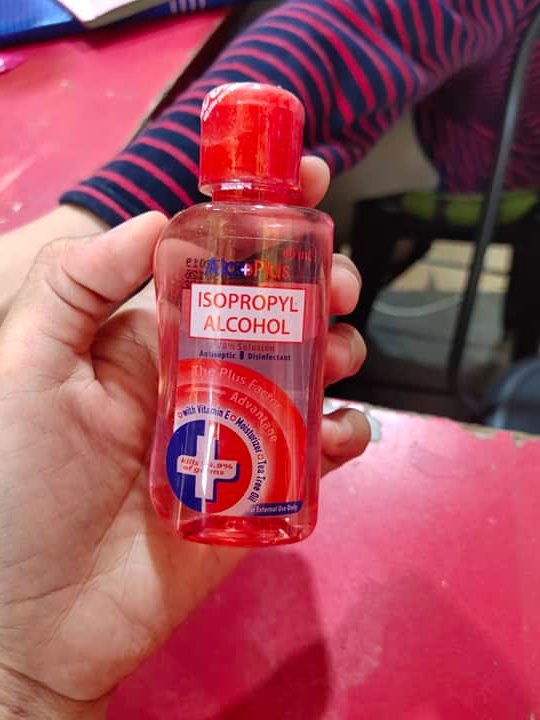 Alco+Plus
ISOPROPYL
ALCOHOL
70% Solution
Antiseptic Disinfectant
The Plus Factor
Advantage
with Vitamin E Moisturizer Tea Tree Oil
kills 99.9%
of germs
For External Use Only